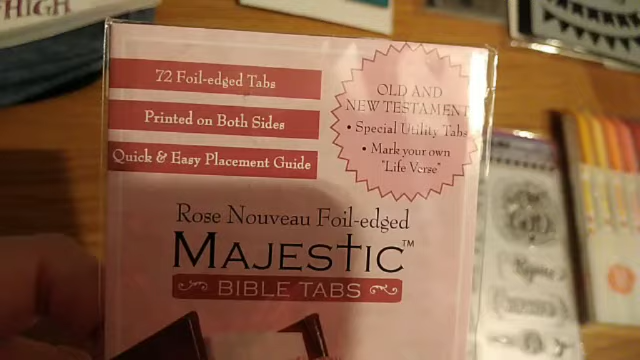 HIGH
72 Foil-edged Tabs
Printed on Both Sides
Quick & Easy Placement Guide
OLD AND
NEW TESTAMENT
• Special Utility Tabs
• Mark your own
"Life Verse"
Rose Nouveau Foil-edged
MAJESTIC™
BIBLE TABS